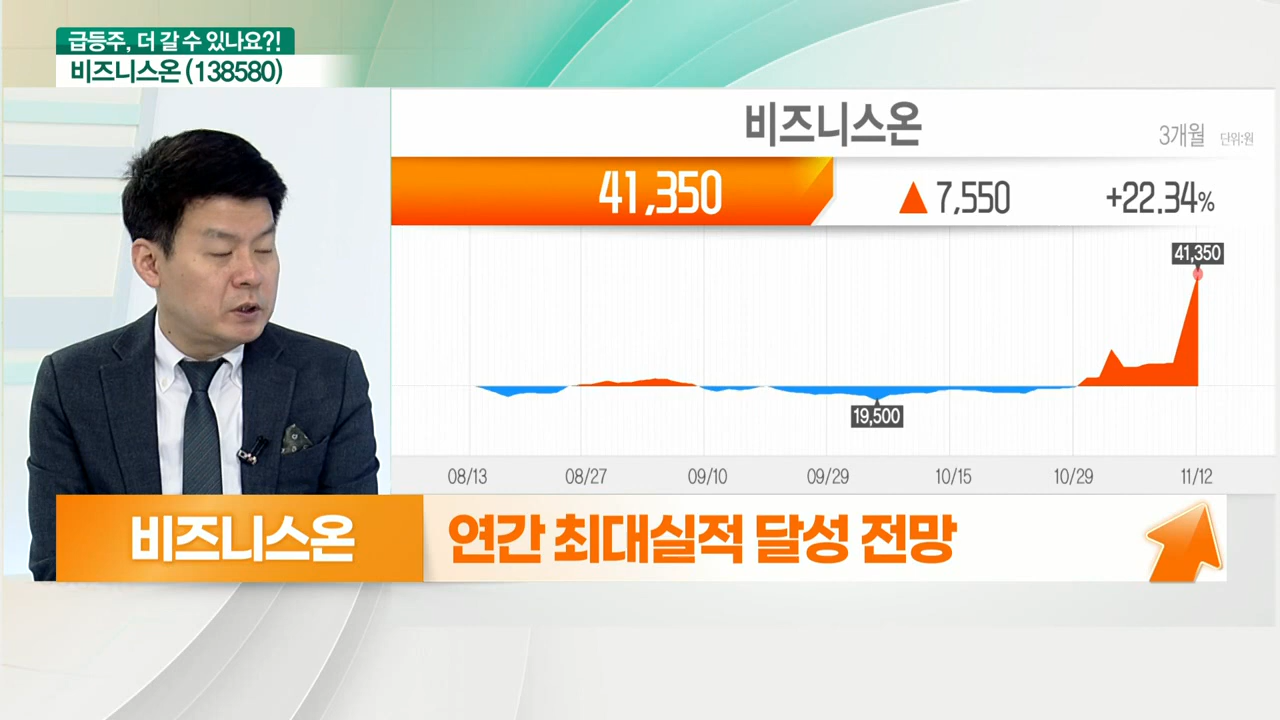 급등주, 더 갈 수 있나요?!
비즈니스온 (138580)
비즈니스온
3개월 단위:원
41,350 ▲ 7,550 +22.34%
41,350
19,500
08/13 08/27 09/10 09/29 10/15 10/29 11/12
비즈니스온 연간 최대실적 달성 전망